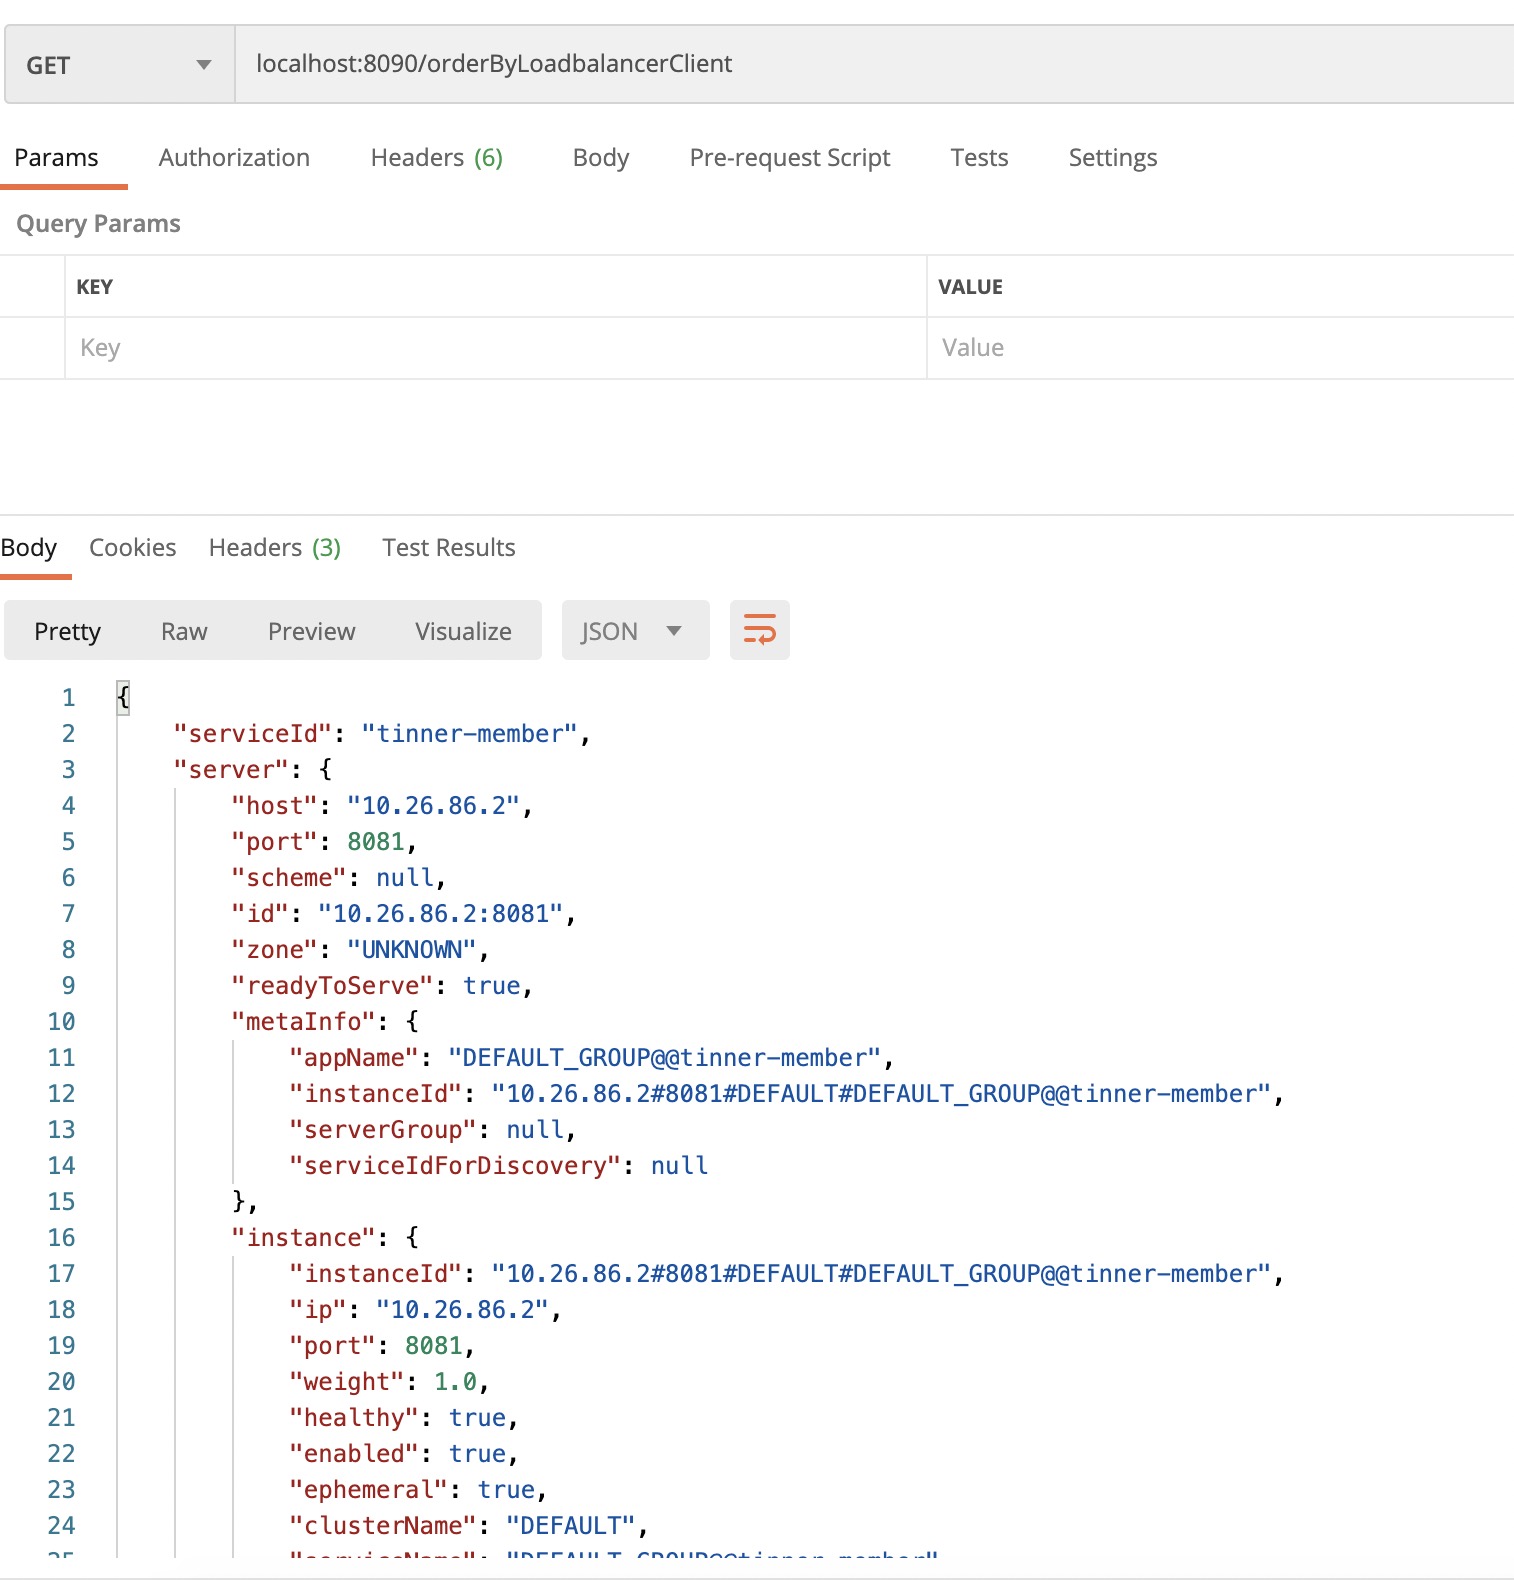 GET localhost:8090/orderByLoadbalancerClient
Params Authorization Headers (6) Body Pre-request Script Tests Settings
Query Params
KEY VALUE
Key Value
Body Cookies Headers (3) Test Results
Pretty Raw Preview Visualize JSON
1 {
2 "serviceId": "tinner-member",
3 "server": {
4 "host": "10.26.86.2",
5 "port": 8081,
6 "scheme": null,
7 "id": "10.26.86.2:8081",
8 "zone": "UNKNOWN",
9 "readyToServe": true,
10 "metaInfo": {
11 "appName": "DEFAULT_GROUP@@tinner-member",
12 "instanceId": "10.26.86.2#8081#DEFAULT#DEFAULT_GROUP@@tinner-member",
13 "serverGroup": null,
14 "serviceIdForDiscovery": null
15 },
16 "instance": {
17 "instanceId": "10.26.86.2#8081#DEFAULT#DEFAULT_GROUP@@tinner-member",
18 "ip": "10.26.86.2",
19 "port": 8081,
20 "weight": 1.0,
21 "healthy": true,
22 "enabled": true,
23 "ephemeral": true,
24 "clusterName": "DEFAULT",
25 "serviceName": "DEFAULT_GROUP@@tinner-member"